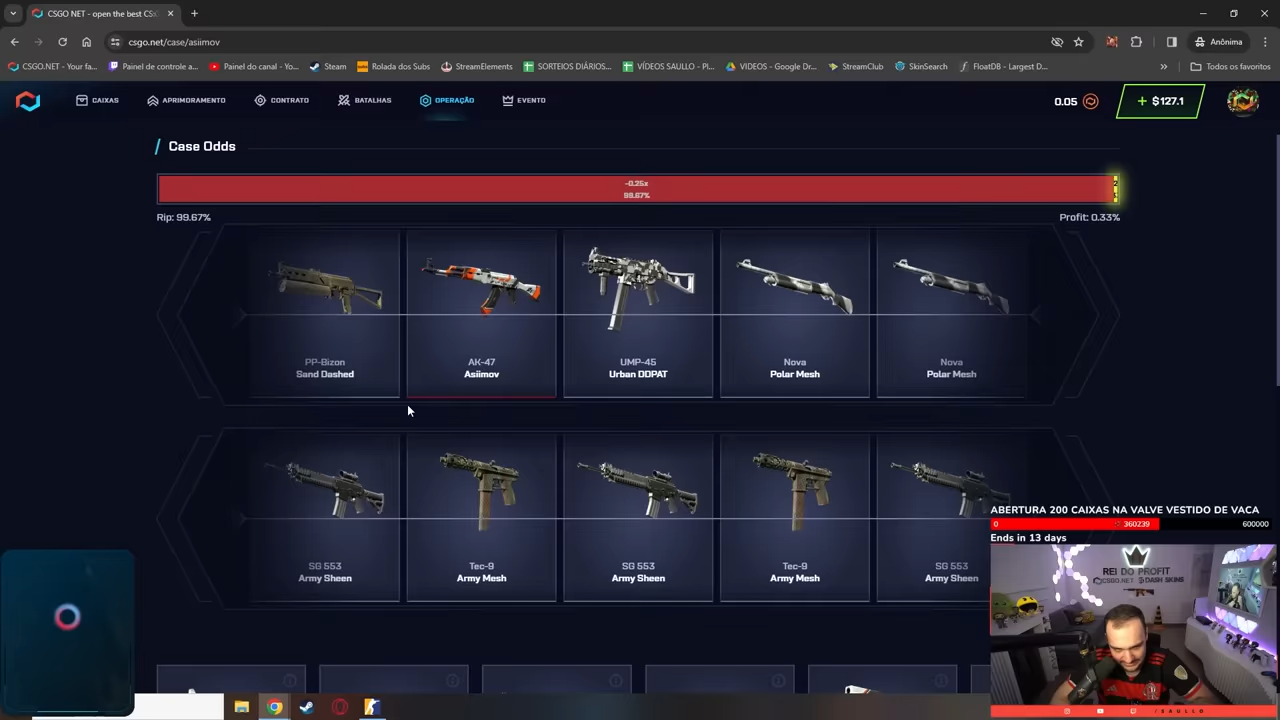 CSGO NET - open the best CS:
csgo.net/case/asiimov
Anônima
CSGO.NET - Your fa...
Painel de controle a...
Painel do canal - Yo...
Steam
Rolada dos Subs
StreamElements
SORTEIOS DIÁRIOS...
VÍDEOS SAULLO - Pl...
VIDEOS - Google Dr...
StreamClub
SkinSearch
FloatDB - Largest D...
Todos os favoritos
CAIXAS
APRIMORAMENTO
CONTRATO
BATALHAS
OPERAÇÃO
EVENTO
0.05
+ $127.1
Case Odds
-0.25x
99.67%
Rip: 99.67%
Profit: 0.33%
PP-Bizon
Sand Dashed
AK-47
Asiimov
UMP-45
Urban DDPAT
Nova
Polar Mesh
Nova
Polar Mesh
SG 553
Army Sheen
Tec-9
Army Mesh
SG 553
Army Sheen
Tec-9
Army Mesh
SG 553
Army Sheen
ABERTURA 200 CAIXAS NA VALVE VESTIDO DE VACA
0
360239
600000
Ends in 13 days
REI DO PROFIT
CSGO.NET
DASH SKINS
/SAULLO